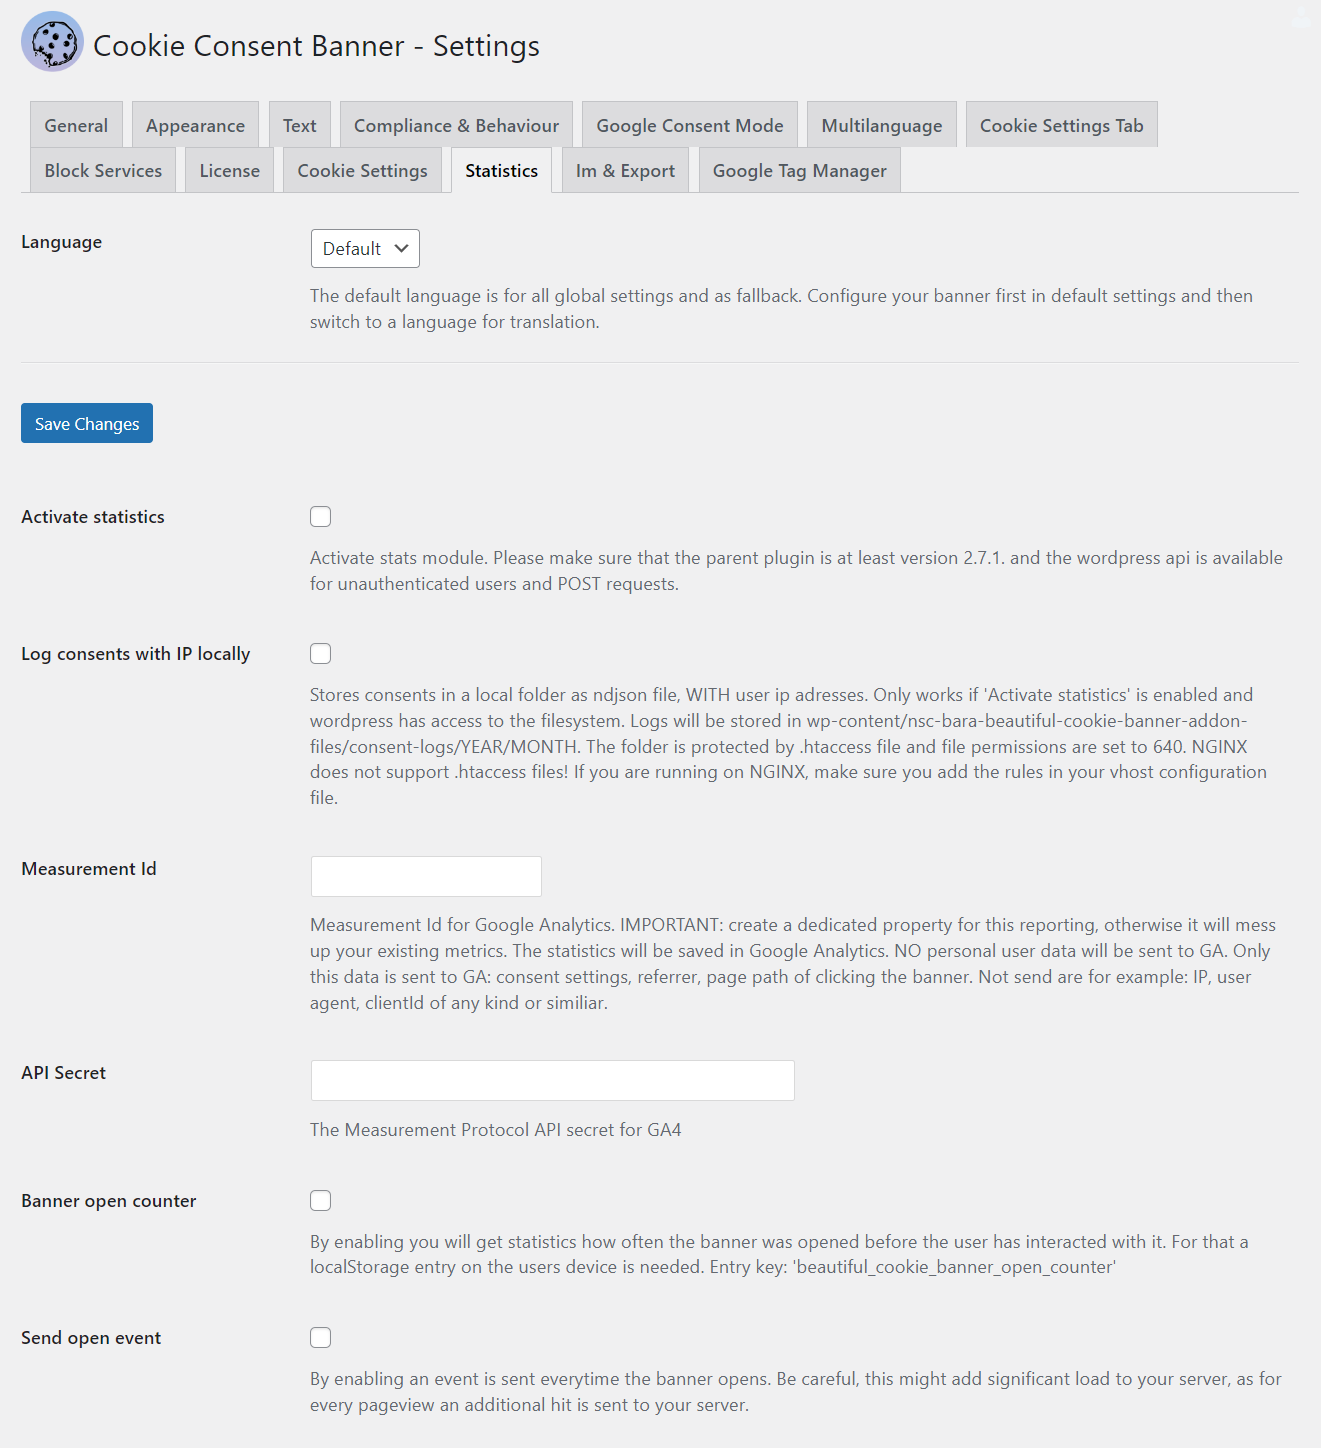 Cookie Consent Banner - Settings
General Appearance Text Compliance & Behaviour Google Consent Mode Multilanguage Cookie Settings Tab
Block Services License Cookie Settings Statistics Im & Export Google Tag Manager
Language
Default
The default language is for all global settings and as fallback. Configure your banner first in default settings and then
switch to a language for translation.
Save Changes
Activate statistics
Activate stats module. Please make sure that the parent plugin is at least version 2.7.1. and the wordpress api is available
for unauthenticated users and POST requests.
Log consents with IP locally
Stores consents in a local folder as ndjson file, WITH user ip adresses. Only works if 'Activate statistics' is enabled and
wordpress has access to the filesystem. Logs will be stored in wp-content/nsc-bara-beautiful-cookie-banner-addon-
files/consent-logs/YEAR/MONTH. The folder is protected by .htaccess file and file permissions are set to 640. NGINX
does not support .htaccess files! If you are running on NGINX, make sure you add the rules in your vhost configuration
file.
Measurement Id
Measurement Id for Google Analytics. IMPORTANT: create a dedicated property for this reporting, otherwise it will mess
up your existing metrics. The statistics will be saved in Google Analytics. NO personal user data will be sent to GA. Only
this data is sent to GA: consent settings, referrer, page path of clicking the banner. Not send are for example: IP, user
agent, clientId of any kind or similiar.
API Secret
The Measurement Protocol API secret for GA4
Banner open counter
By enabling you will get statistics how often the banner was opened before the user has interacted with it. For that a
localStorage entry on the users device is needed. Entry key: 'beautiful_cookie_banner_open_counter'
Send open event
By enabling an event is sent everytime the banner opens. Be careful, this might add significant load to your server, as for
every pageview an additional hit is sent to your server.